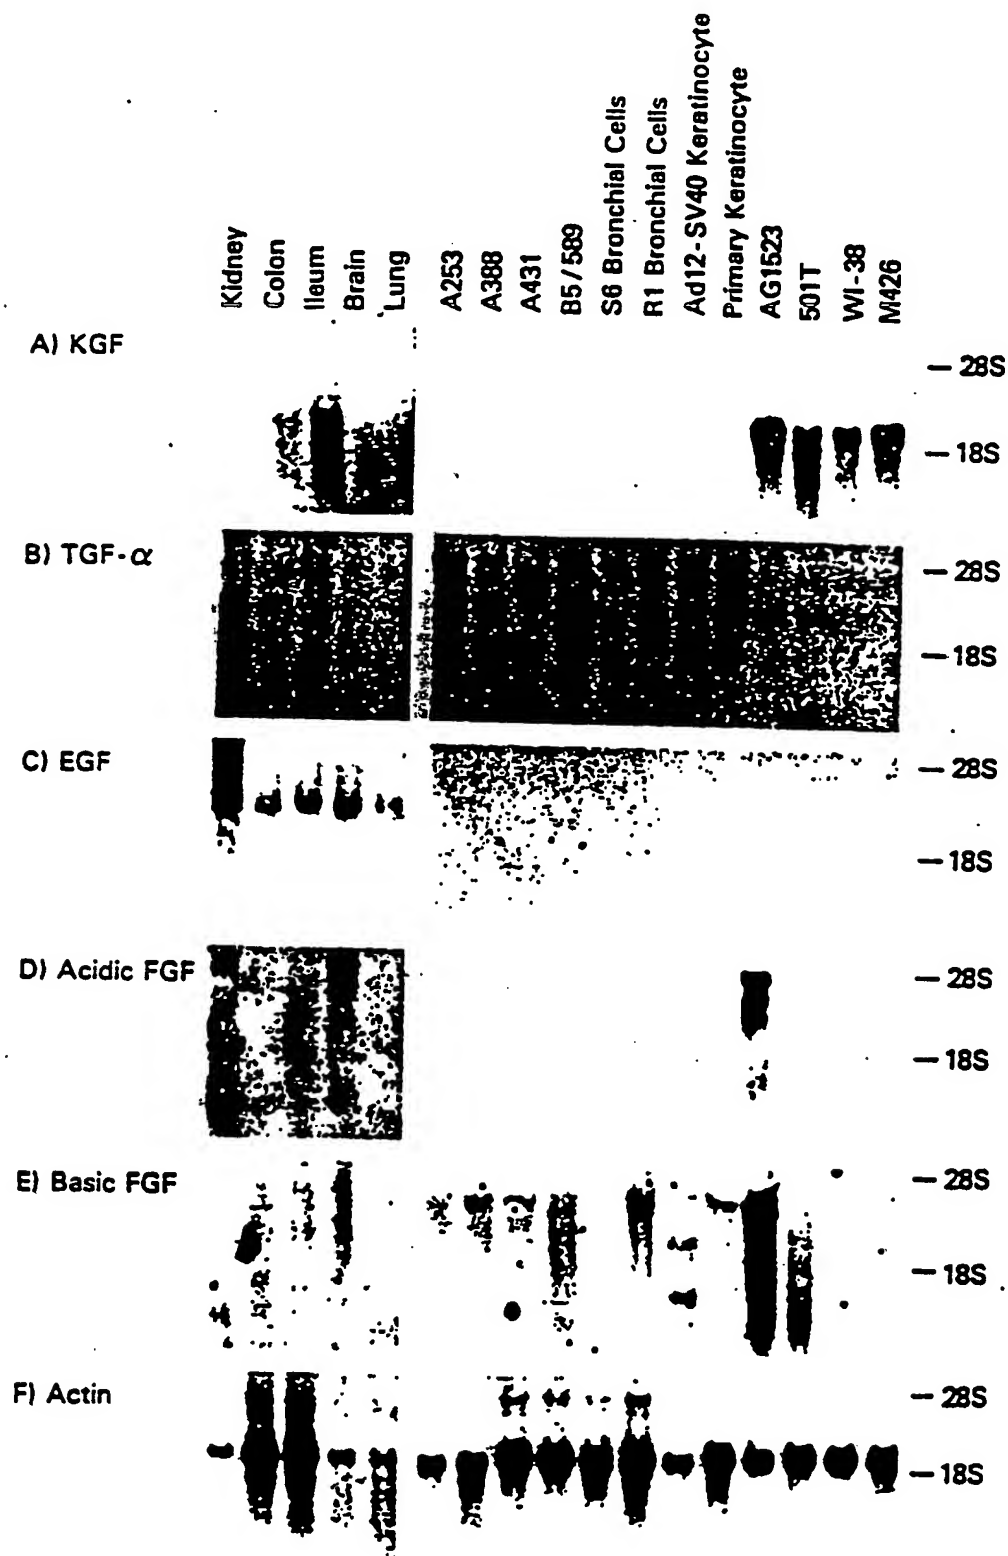 Kidney
Colon
Ileum
Brain
Lung
A253
A388
A431
B5/589
S6 Bronchial Cells
R1 Bronchial Cells
Ad12-SV40 Keratinocyte
Primary Keratinocyte
AG1523
501T
WI-38
M426
A) KGF
— 28S
— 18S
B) TGF-α
— 28S
— 18S
C) EGF
— 28S
— 18S
D) Acidic FGF
— 28S
— 18S
E) Basic FGF
— 28S
— 18S
F) Actin
— 28S
— 18S